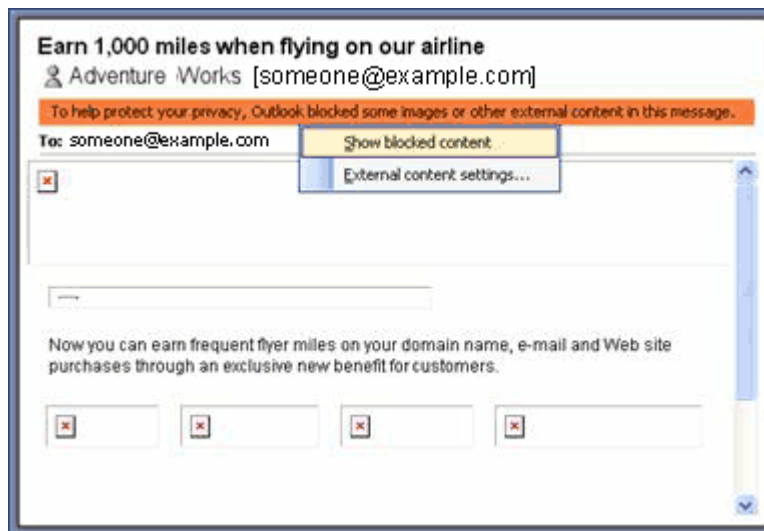 Earn 1,000 miles when flying on our airline
Adventure Works [someone@example.com]
To help protect your privacy, Outlook blocked some images or other external content in this message.
To: someone@example.com
Show blocked content
External content settings...
Now you can earn frequent flyer miles on your domain name, e-mail and Web site
purchases through an exclusive new benefit for customers.